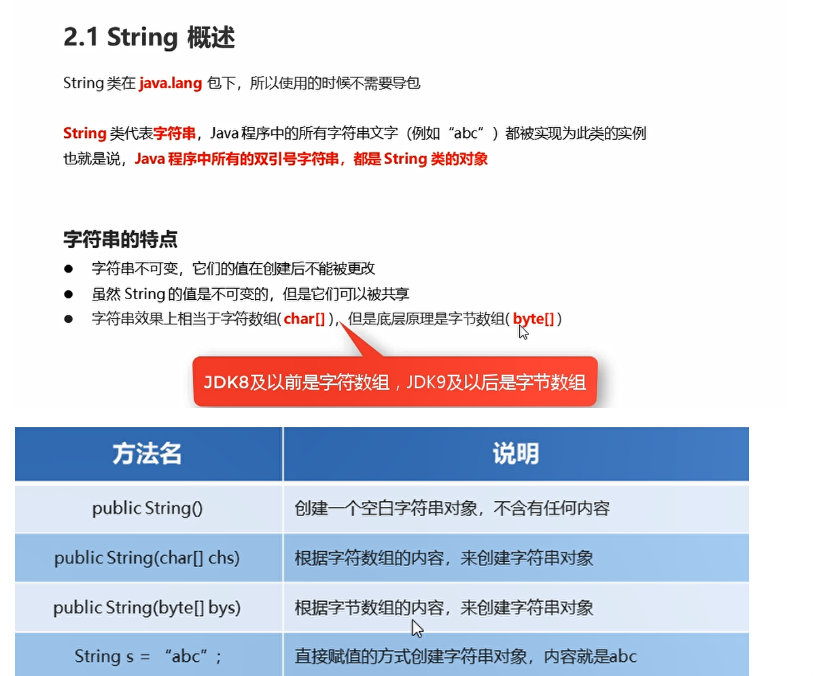 2.1 String 概述
String 类在 java.lang 包下，所以使用的时候不需要导包
String 类代表字符串，Java 程序中的所有字符串文字（例如“abc”）都被实现为此类的实例
也就是说，Java 程序中所有的双引号字符串，都是 String 类的对象
字符串的特点
● 字符串不可变，它们的值在创建后不能被更改
● 虽然 String 的值是不可变的，但是它们可以被共享
● 字符串效果上相当于字符数组( char[] )，但是底层原理是字节数组( byte[] )
JDK8及以前是字符数组，JDK9及以后是字节数组
方法名 说明
public String() 创建一个空白字符串对象，不含有任何内容
public String(char[] chs) 根据字符数组的内容，来创建字符串对象
public String(byte[] bys) 根据字节数组的内容，来创建字符串对象
String s = “abc”; 直接赋值的方式创建字符串对象，内容就是abc